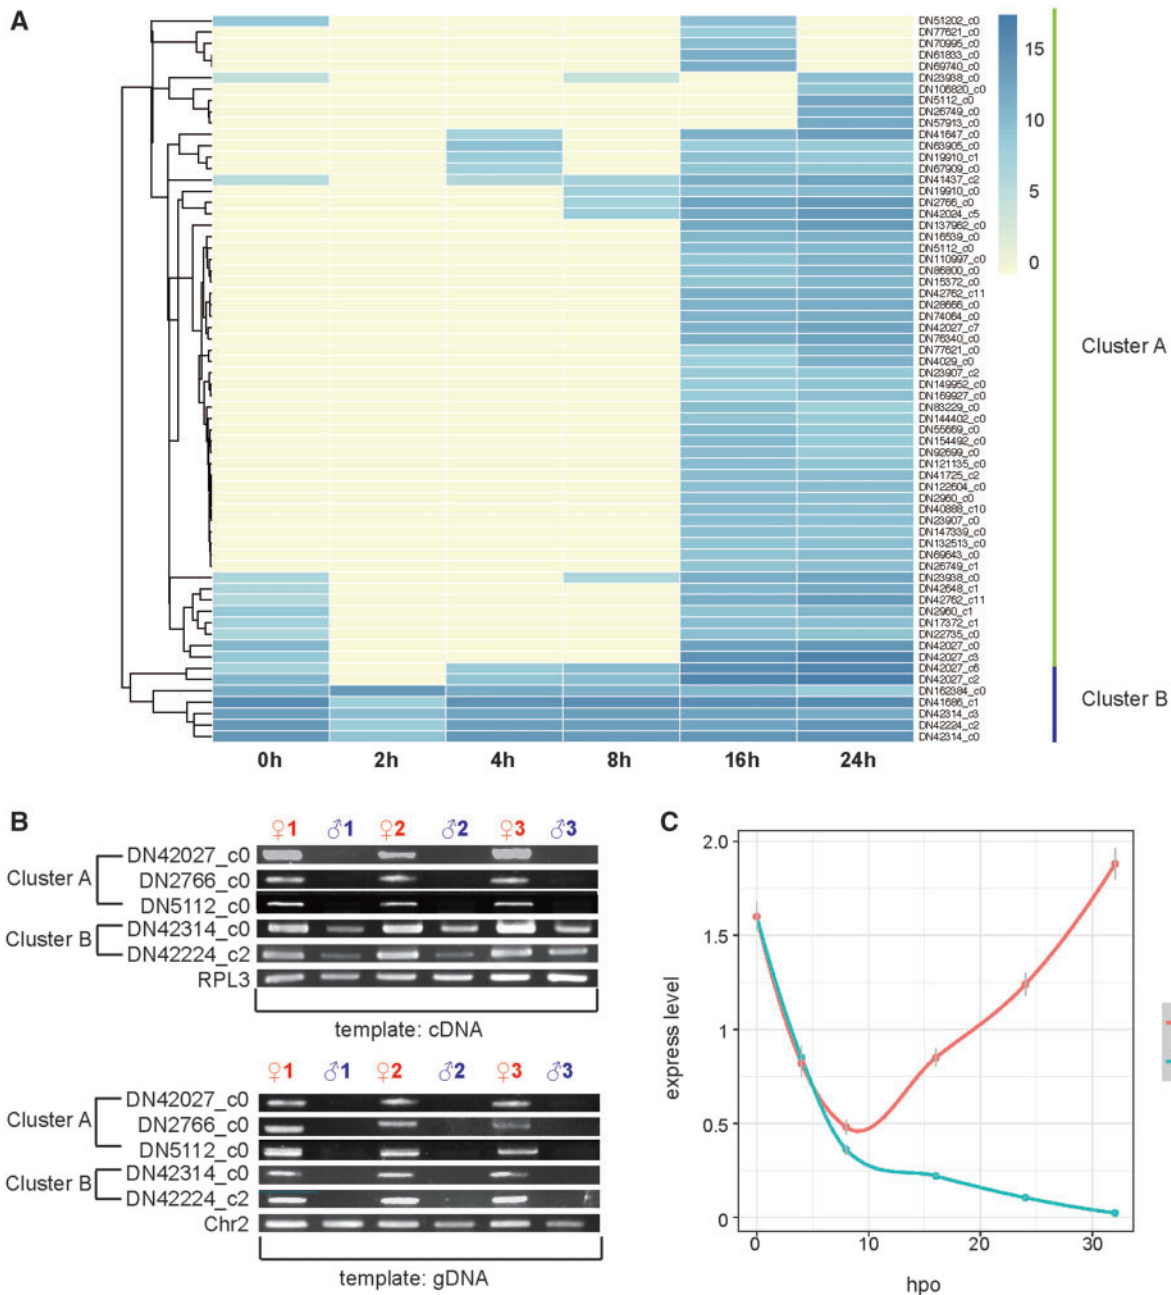 A
DN51202_c0
DN77621_c0
DN70995_c0
DN61833_c0
DN69740_c0
DN23938_c0
DN106820_c0
DN5112_c0
DN26749_c0
DN57913_c0
DN41647_c0
DN63905_c0
DN19910_c1
DN67909_c0
DN41437_c2
DN19910_c0
DN2766_c0
DN42024_c5
DN137962_c0
DN16539_c0
DN5112_c0
DN110997_c0
DN86800_c0
DN15372_c0
DN42762_c11
DN28666_c0
DN74064_c0
DN42027_c7
DN76340_c0
DN77621_c0
DN4029_c0
DN23907_c2
DN149952_c0
DN169927_c0
DN83229_c0
DN144402_c0
DN55669_c0
DN154492_c0
DN92699_c0
DN121135_c0
DN41725_c2
DN122604_c0
DN2960_c0
DN40888_c10
DN23907_c0
DN147339_c0
DN132513_c0
DN69643_c0
DN26749_c1
DN23938_c0
DN42648_c1
DN42762_c11
DN2960_c1
DN17372_c1
DN22735_c0
DN42027_c0
DN42027_c3
DN42027_c6
DN42027_c2
DN162384_c0
DN41686_c1
DN42314_c3
DN42224_c2
DN42314_c0
15
10
5
0
Cluster A
Cluster B
0h 2h 4h 8h 16h 24h
B
♀1 ♂1 ♀2 ♂2 ♀3 ♂3
Cluster A
DN42027_c0
DN2766_c0
DN5112_c0
Cluster B
DN42314_c0
DN42224_c2
RPL3
template: cDNA
♀1 ♂1 ♀2 ♂2 ♀3 ♂3
Cluster A
DN42027_c0
DN2766_c0
DN5112_c0
Cluster B
DN42314_c0
DN42224_c2
Chr2
template: gDNA
C
2.0
1.5
1
0.5
0
express level
0 10 20 30
hpo